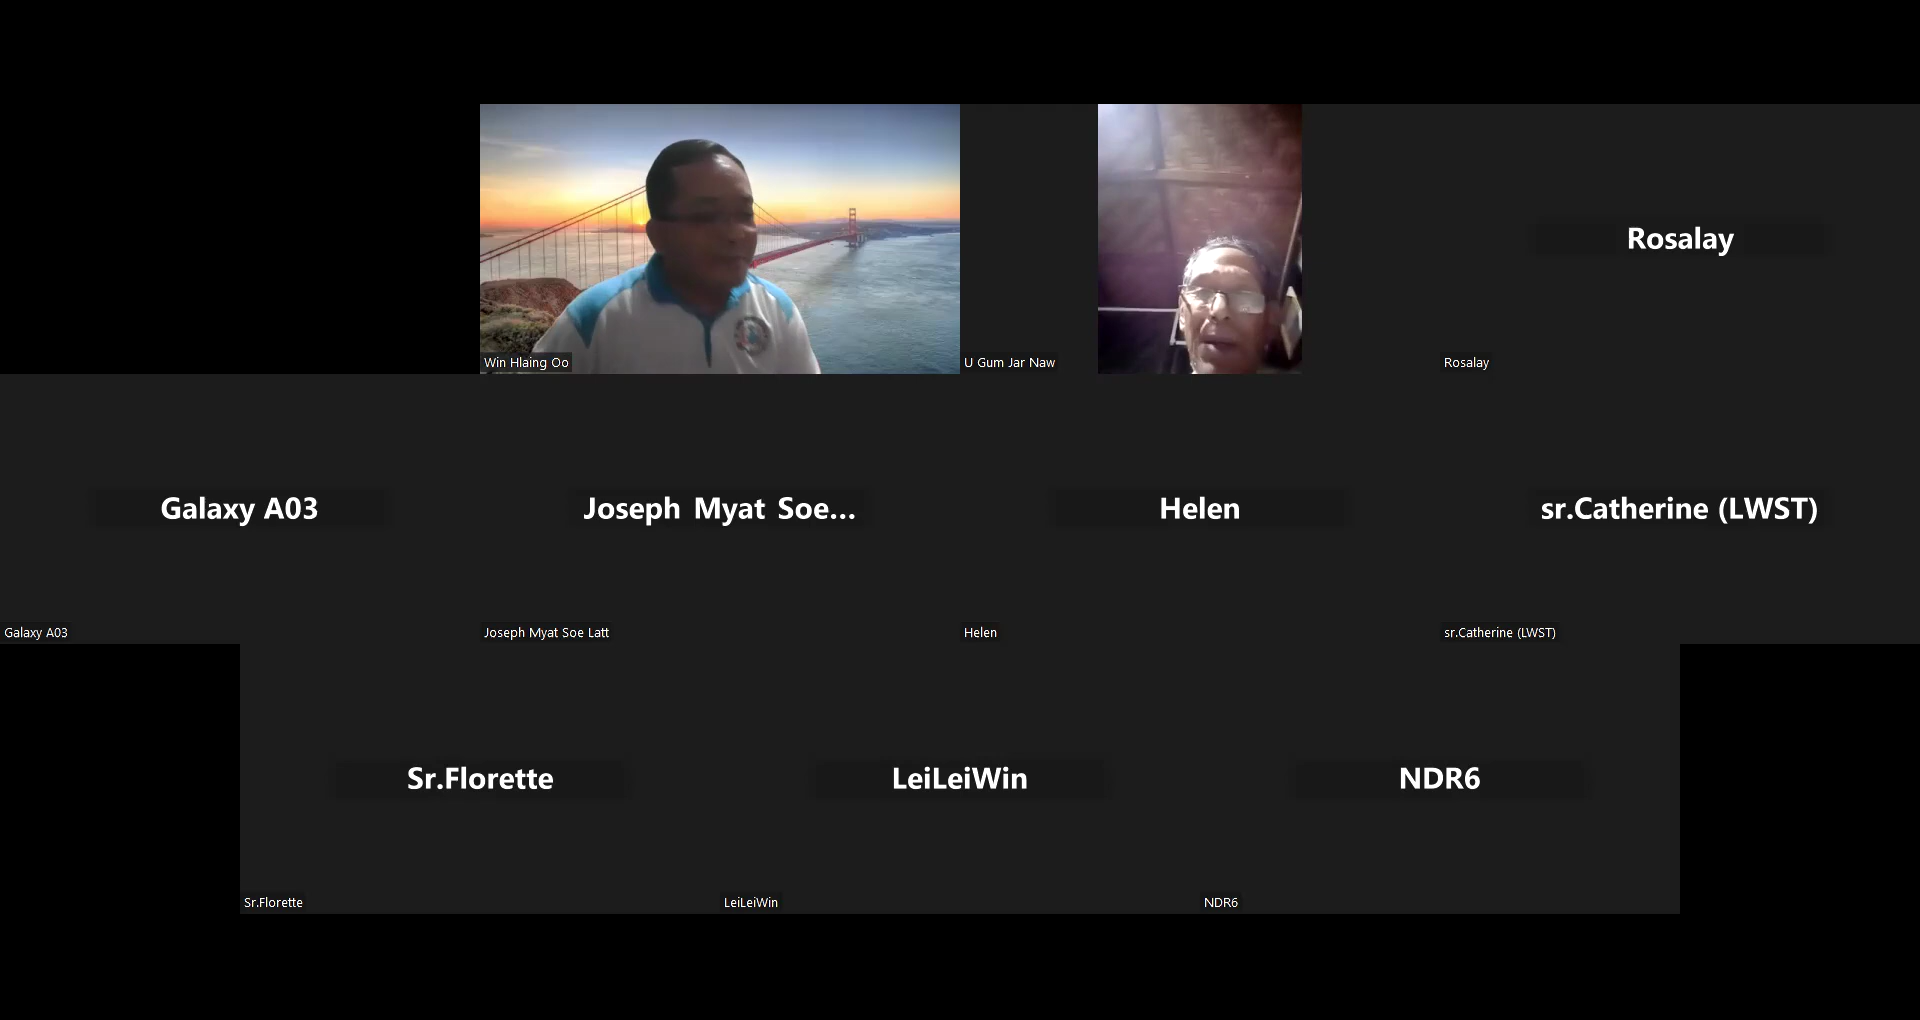 Rosalay
Win Hlaing Oo
U Gum Jar Naw
Rosalay
Galaxy A03
Joseph Myat Soe...
Helen
sr.Catherine (LWST)
Galaxy A03
Joseph Myat Soe Latt
Helen
sr.Catherine (LWST)
Sr.Florette
LeiLeiWin
NDR6
Sr.Florette
LeiLeiWin
NDR6